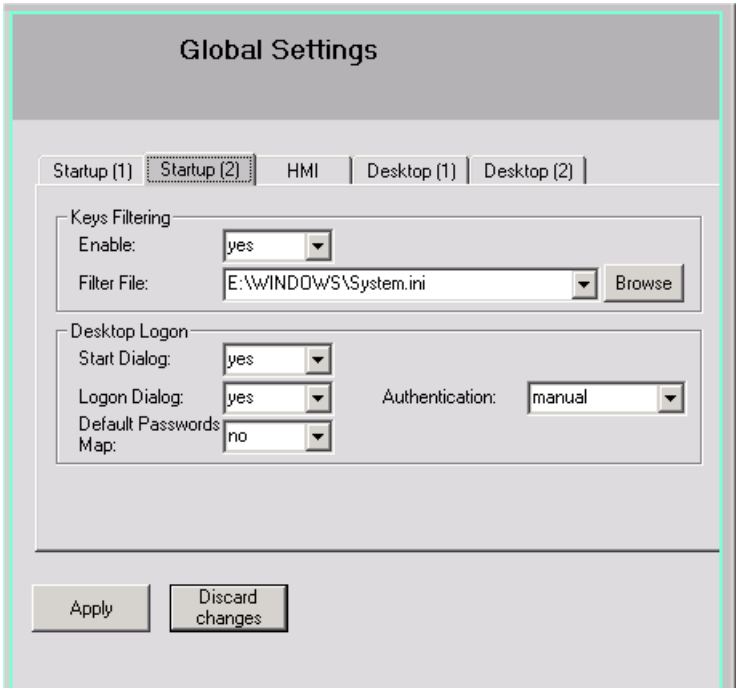 Global Settings
Startup (1) Startup (2) HMI Desktop (1) Desktop (2)
Keys Filtering
Enable: yes
Filter File: E:\WINDOWS\System.ini Browse
Desktop Logon
Start Dialog: yes
Logon Dialog: yes Authentication: manual
Default Passwords
Map: no
Apply Discard
changes